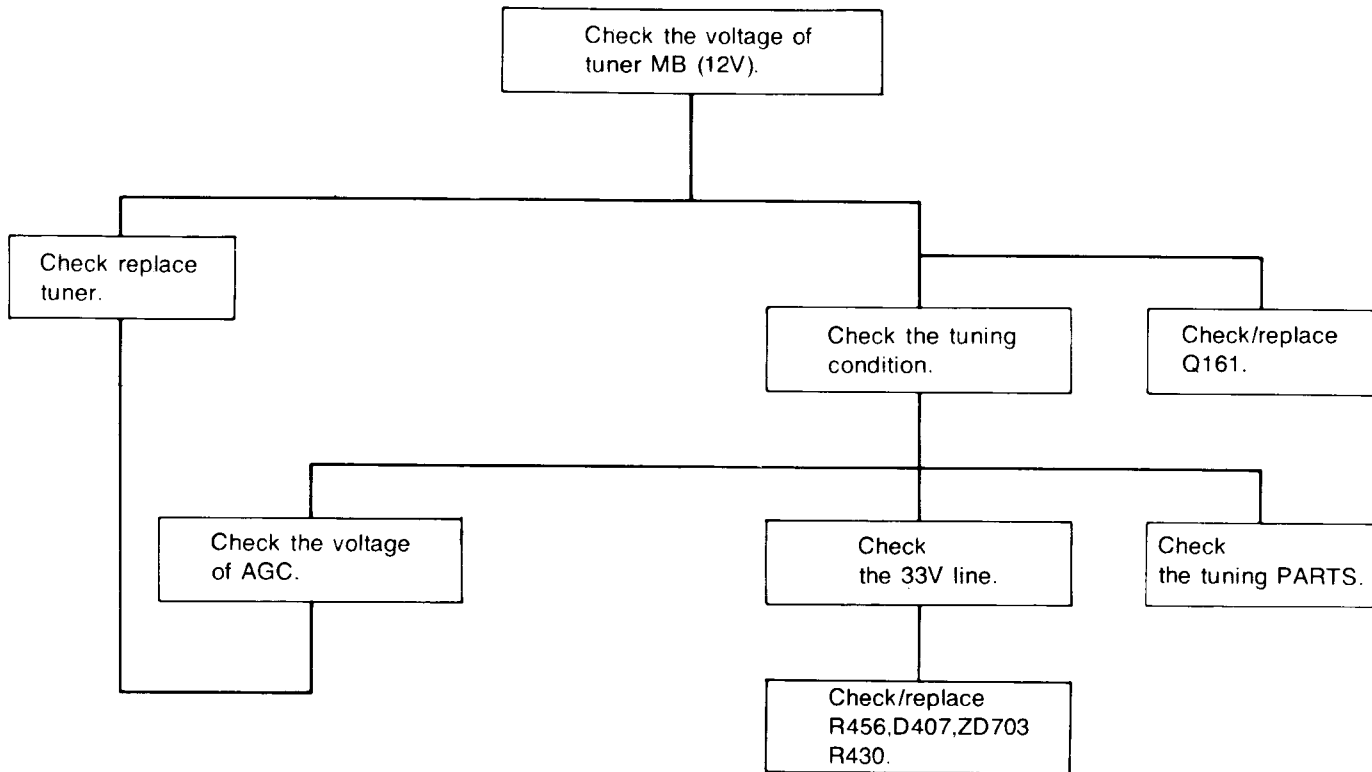 Check the voltage of
tuner MB (12V).
Check replace
tuner.
Check the tuning
condition.
Check/replace
Q161.
Check the voltage
of AGC.
Check
the 33V line.
Check
the tuning PARTS.
Check/replace
R456,D407,ZD703
R430.